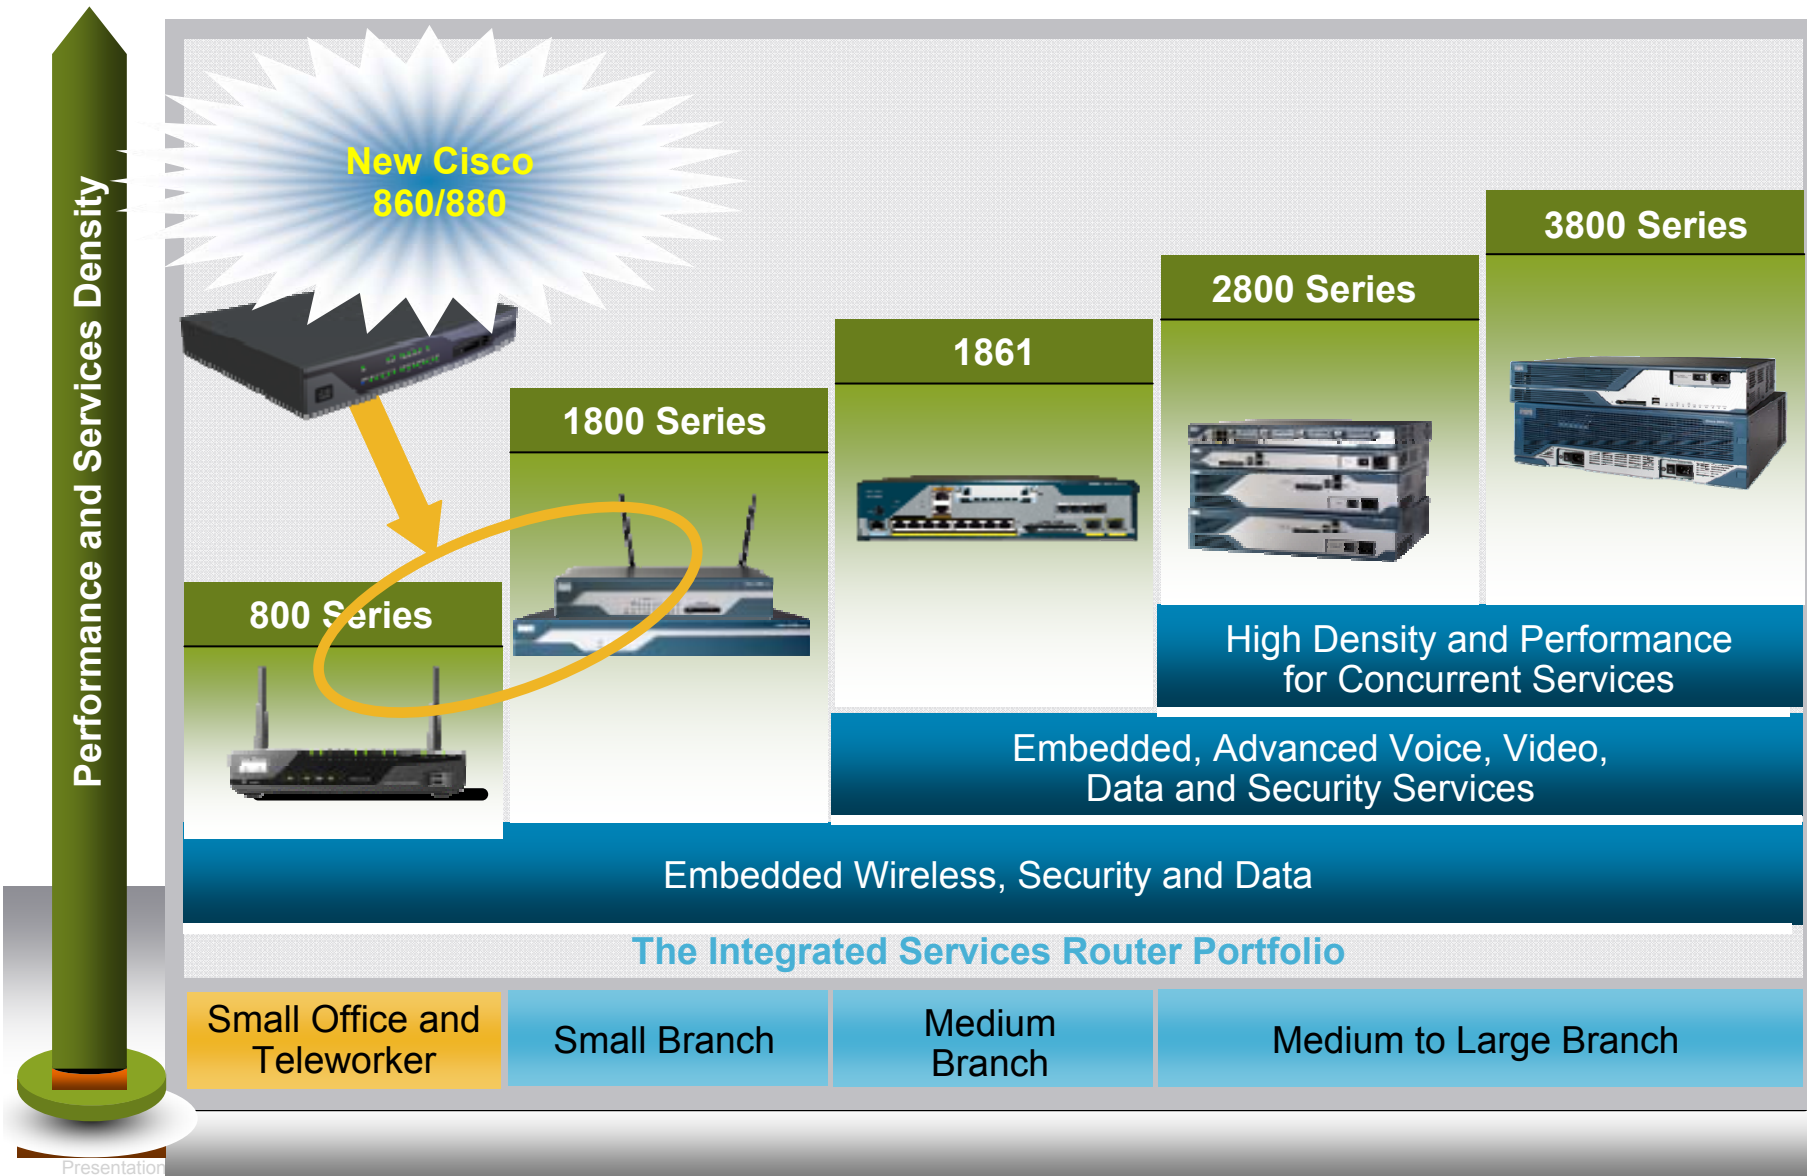 New Cisco
860/880
Performance and Services Density
3800 Series
2800 Series
1861
1800 Series
800 Series
High Density and Performance
for Concurrent Services
Embedded, Advanced Voice, Video,
Data and Security Services
Embedded Wireless, Security and Data
The Integrated Services Router Portfolio
Small Office and
Teleworker
Small Branch
Medium
Branch
Medium to Large Branch
Presentation